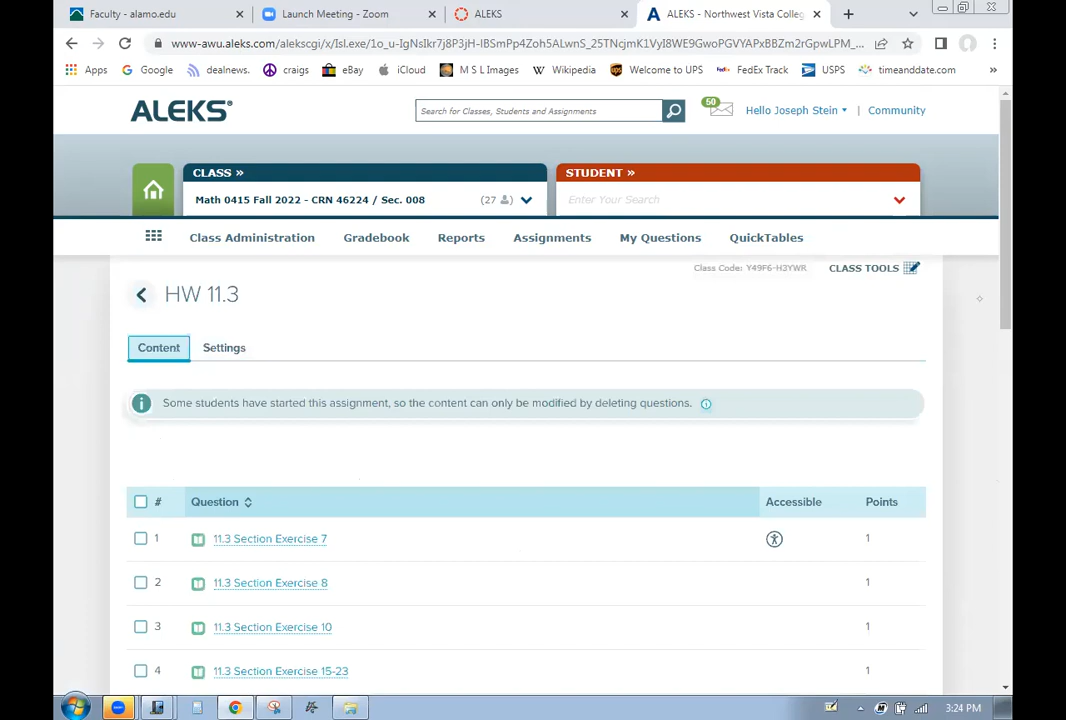 Faculty - alamo.edu × Launch Meeting - Zoom × ALEKS × ALEKS - Northwest Vista Colleg × +
www-awu.aleks.com/alekscgi/x/Isl.exe/1o_u-IgNsIkr7j8P3jH-lBSmPp4Zoh5ALwnS_25TNcjmK1VyI8WE9GwoPGVYAPxBBZm2rGpwLPM_...
Apps Google dealnews. craigs eBay iCloud M S L Images Wikipedia Welcome to UPS FedEx Track USPS timeanddate.com »
ALEKS® Search for Classes, Students and Assignments 50 Hello Joseph Stein | Community
CLASS » STUDENT »
Math 0415 Fall 2022 - CRN 46224 / Sec. 008 (27) Enter Your Search
Class Administration Gradebook Reports Assignments My Questions QuickTables
Class Code: Y49F6-H3YWR CLASS TOOLS
HW 11.3
Content Settings
Some students have started this assignment, so the content can only be modified by deleting questions.
# Question Accessible Points
1 11.3 Section Exercise 7 1
2 11.3 Section Exercise 8 1
3 11.3 Section Exercise 10 1
4 11.3 Section Exercise 15-23 1
3:24 PM